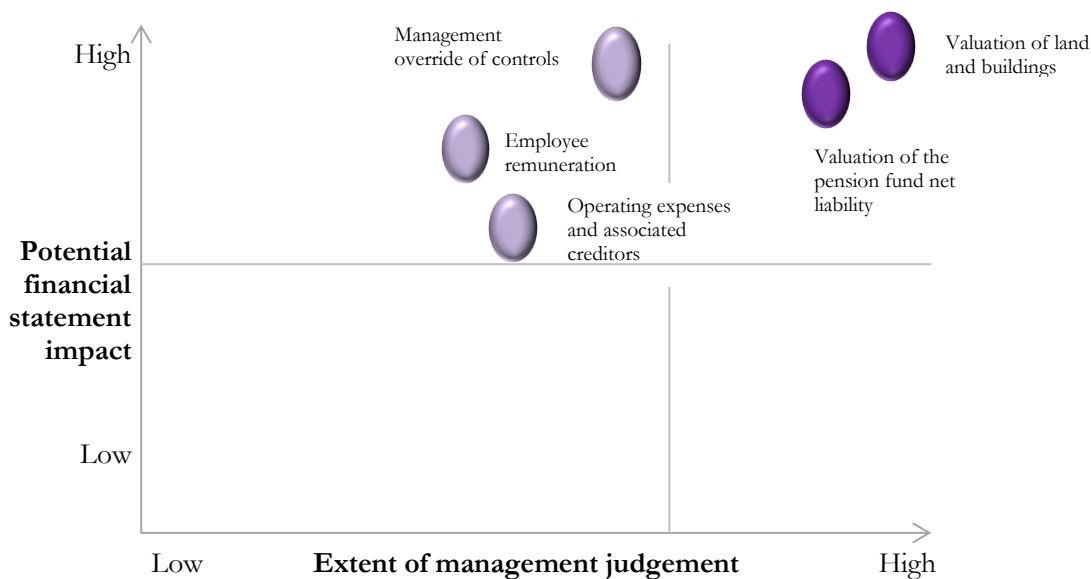 High
Management
override of controls
Valuation of land
and buildings
Employee
remuneration
Valuation of the
pension fund net
liability
Operating expenses
and associated
creditors
Potential
financial
statement
impact
Low
Low
Extent of management judgement
High